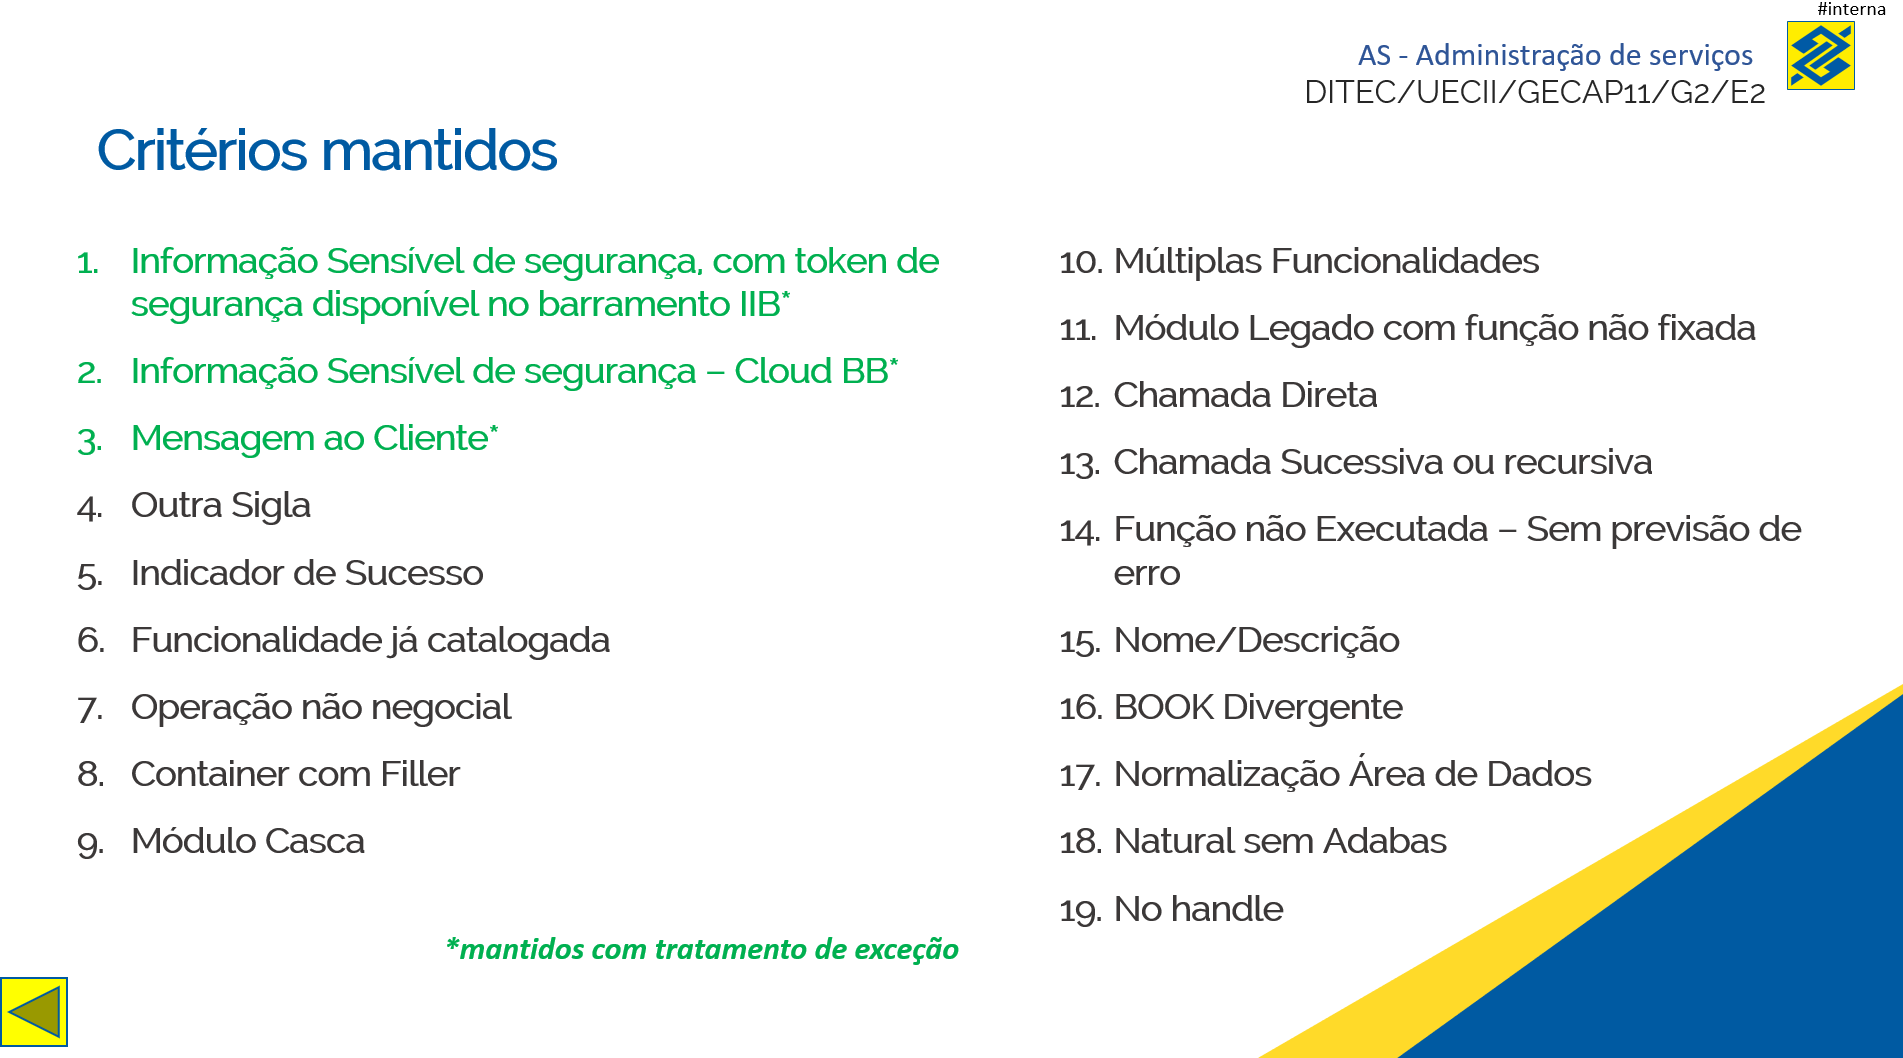 #interna
AS - Administração de serviços
DITEC/UECII/GECAP11/G2/E2
Critérios mantidos
1. Informação Sensível de segurança, com token de
segurança disponível no barramento IIB*
2. Informação Sensível de segurança – Cloud BB*
3. Mensagem ao Cliente*
4. Outra Sigla
5. Indicador de Sucesso
6. Funcionalidade já catalogada
7. Operação não negocial
8. Container com Filler
9. Módulo Casca
*mantidos com tratamento de exceção
10. Múltiplas Funcionalidades
11. Módulo Legado com função não fixada
12. Chamada Direta
13. Chamada Sucessiva ou recursiva
14. Função não Executada – Sem previsão de
erro
15. Nome/Descrição
16. BOOK Divergente
17. Normalização Área de Dados
18. Natural sem Adabas
19. No handle